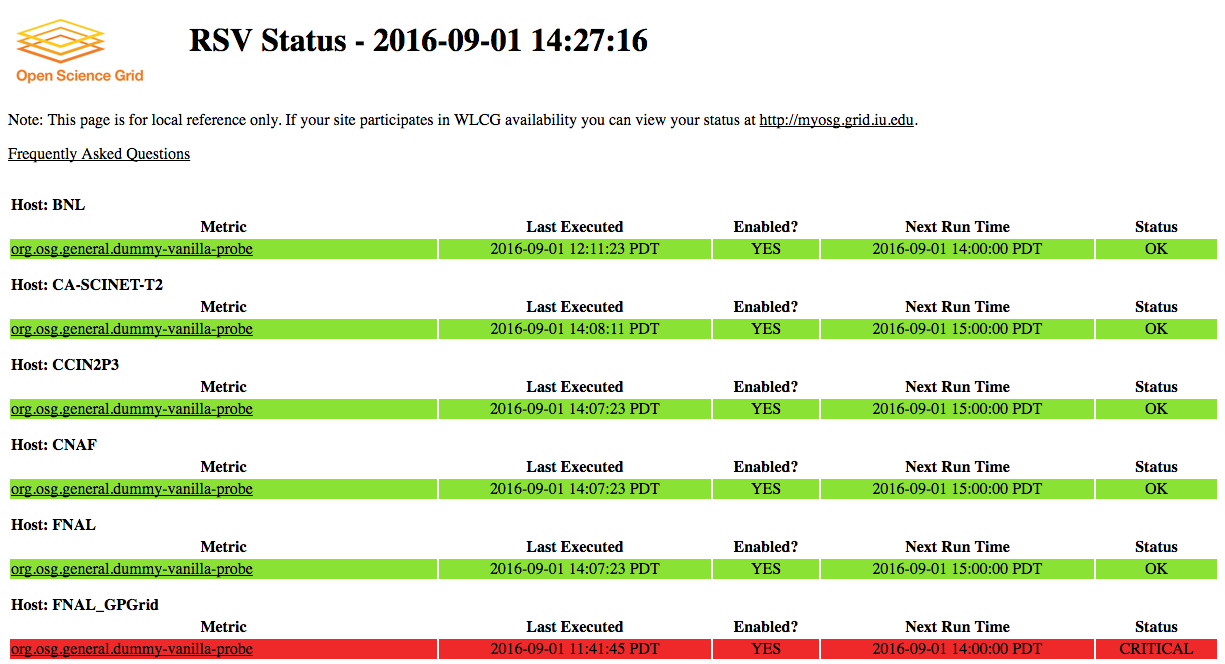 Open Science Grid
RSV Status - 2016-09-01 14:27:16
Note: This page is for local reference only. If your site participates in WLCG availability you can view your status at http://myosg.grid.iu.edu.
Frequently Asked Questions
Host: BNL
Metric Last Executed Enabled? Next Run Time Status
org.osg.general.dummy-vanilla-probe 2016-09-01 12:11:23 PDT YES 2016-09-01 14:00:00 PDT OK
Host: CA-SCINET-T2
Metric Last Executed Enabled? Next Run Time Status
org.osg.general.dummy-vanilla-probe 2016-09-01 14:08:11 PDT YES 2016-09-01 15:00:00 PDT OK
Host: CCIN2P3
Metric Last Executed Enabled? Next Run Time Status
org.osg.general.dummy-vanilla-probe 2016-09-01 14:07:23 PDT YES 2016-09-01 15:00:00 PDT OK
Host: CNAF
Metric Last Executed Enabled? Next Run Time Status
org.osg.general.dummy-vanilla-probe 2016-09-01 14:07:23 PDT YES 2016-09-01 15:00:00 PDT OK
Host: FNAL
Metric Last Executed Enabled? Next Run Time Status
org.osg.general.dummy-vanilla-probe 2016-09-01 14:07:23 PDT YES 2016-09-01 15:00:00 PDT OK
Host: FNAL_GPGrid
Metric Last Executed Enabled? Next Run Time Status
org.osg.general.dummy-vanilla-probe 2016-09-01 11:41:45 PDT YES 2016-09-01 14:00:00 PDT CRITICAL